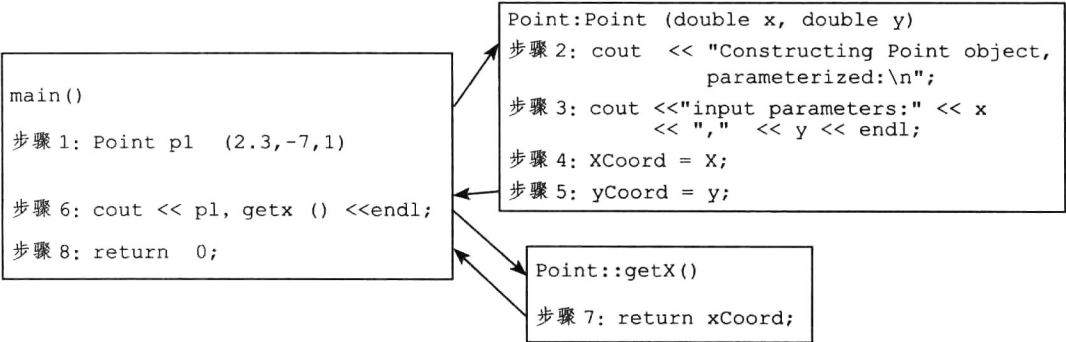 main()
步骤 1: Point p1 (2.3,-7,1)
步骤 6: cout << p1, getx () <<endl;
步骤 8: return 0;
Point:Point (double x, double y)
步骤 2: cout << "Constructing Point object,
parameterized:\n";
步骤 3: cout <<"input parameters:" << x
<< "," << y << endl;
步骤 4: XCoord = X;
步骤 5: yCoord = y;
Point::getX()
步骤 7: return xCoord;